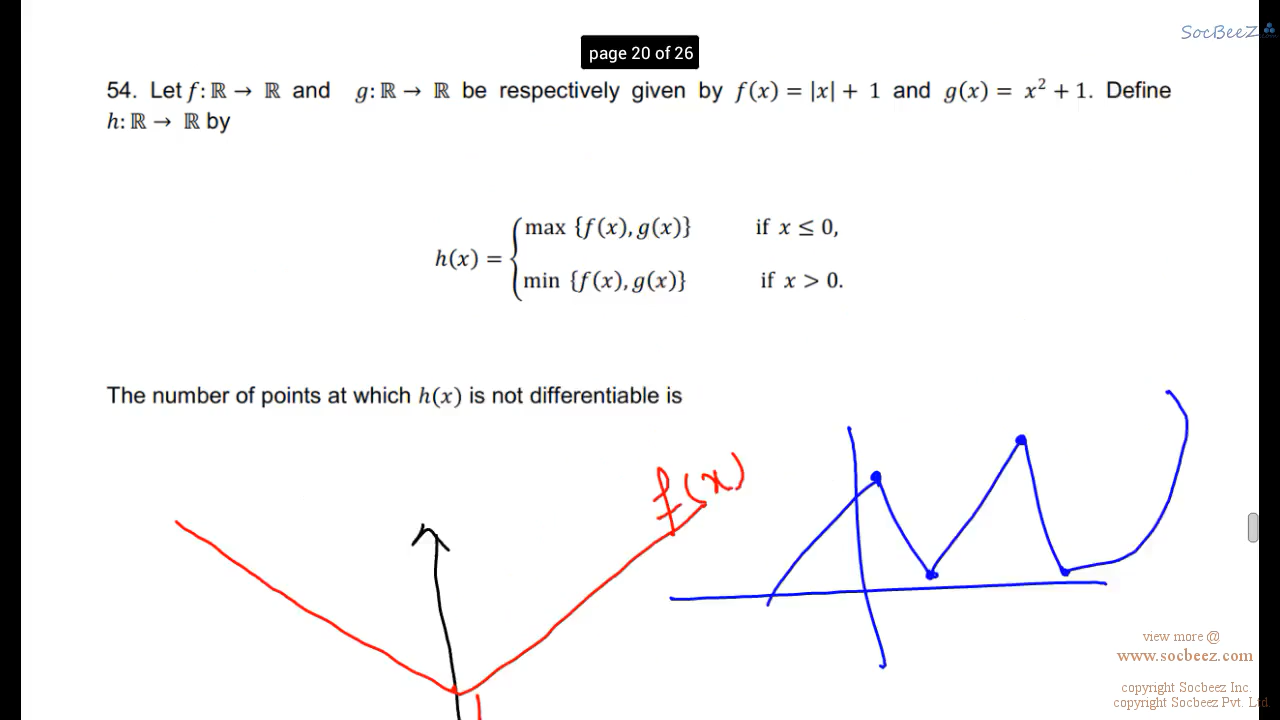 SocBeeZ
page 20 of 26
54. Let f: ℝ → ℝ and g: ℝ → ℝ be respectively given by f(x) = |x| + 1 and g(x) = x² + 1. Define
h: ℝ → ℝ by
h(x) = { max {f(x), g(x)} if x ≤ 0,
min {f(x), g(x)} if x > 0.
The number of points at which h(x) is not differentiable is
f(x)
view more @
www.socbeez.com
copyright Socbeez Inc.
copyright Socbeez Pvt. Ltd.